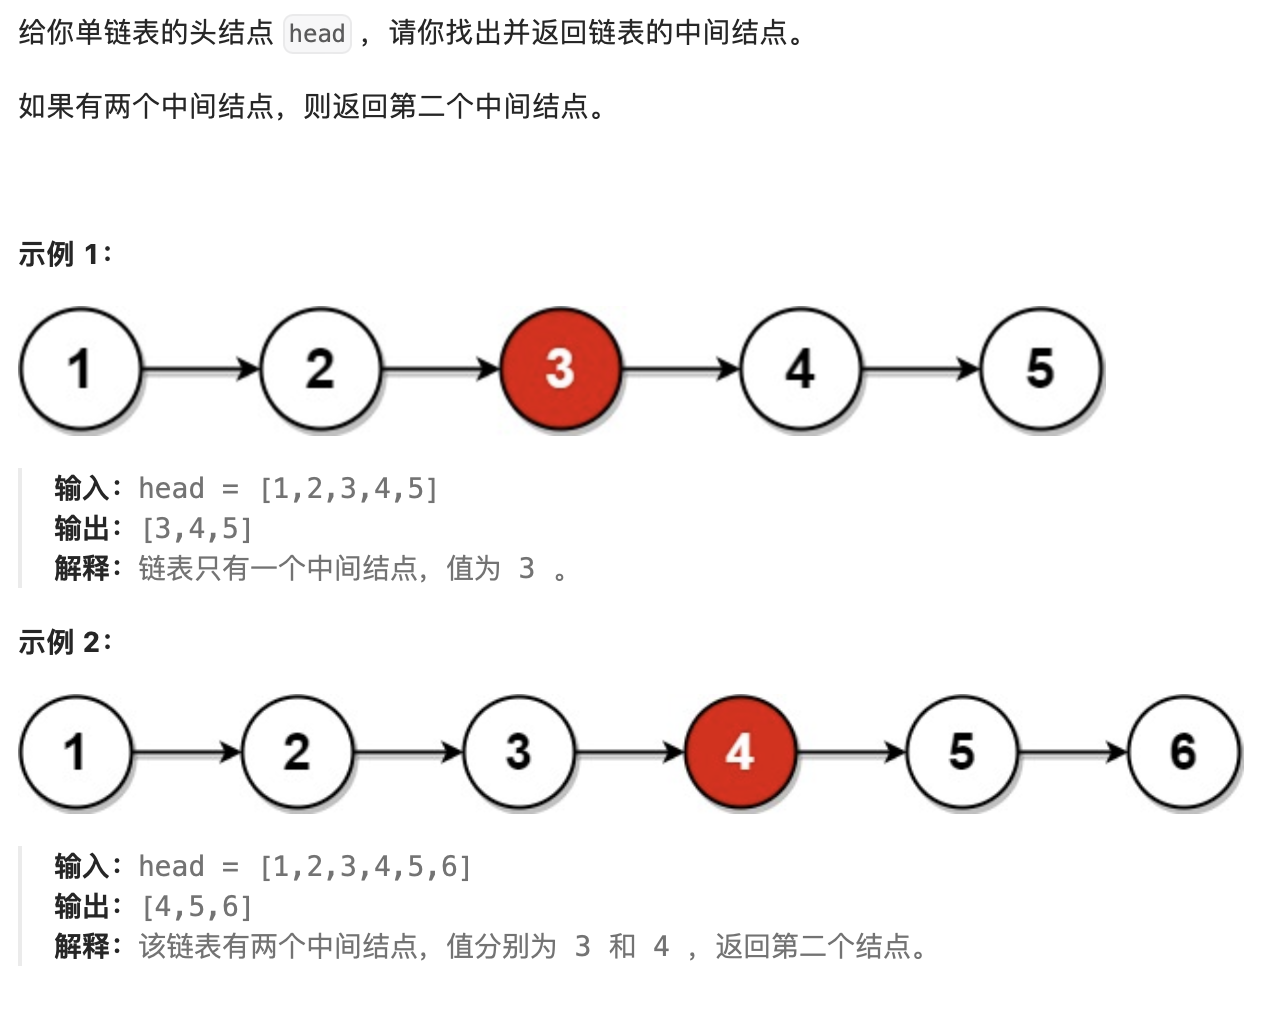 给你单链表的头结点 head ，请你找出并返回链表的中间结点。
如果有两个中间结点，则返回第二个中间结点。
示例 1：
1 2 3 4 5
输入：head = [1,2,3,4,5]
输出：[3,4,5]
解释：链表只有一个中间结点，值为 3 。
示例 2：
1 2 3 4 5 6
输入：head = [1,2,3,4,5,6]
输出：[4,5,6]
解释：该链表有两个中间结点，值分别为 3 和 4 ，返回第二个结点。